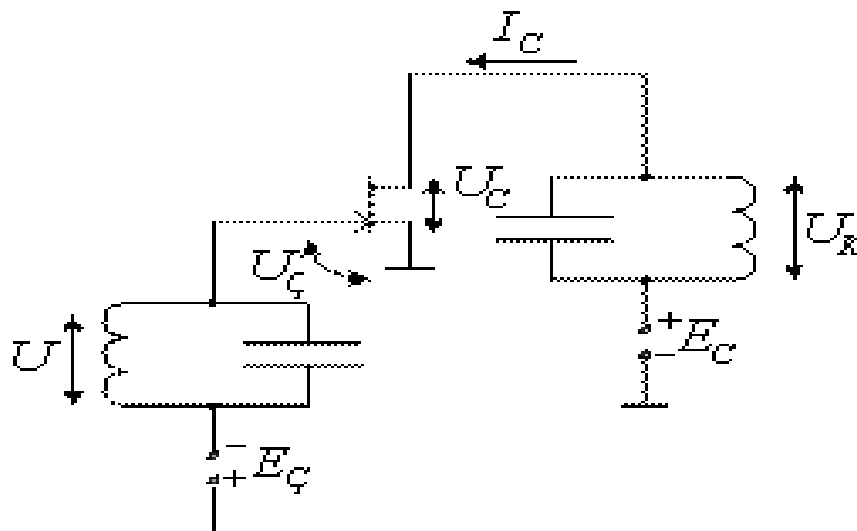 I_C
U_C
U_K
U_Ç
U
+
- E_C
-
+ E_Ç